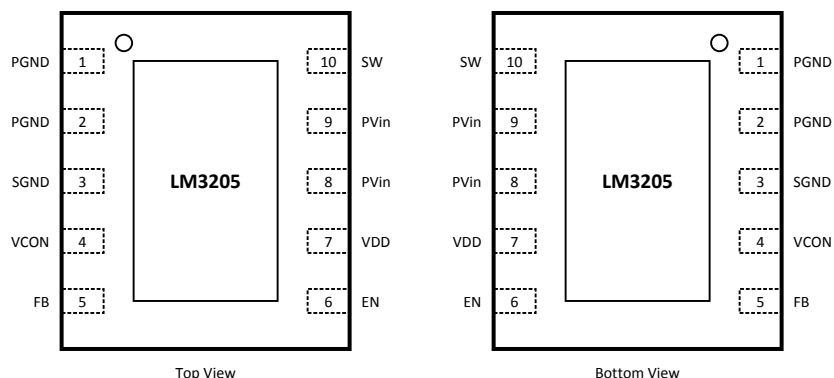 PGND 1 10 SW SW 10 1 PGND
PGND 2 9 PVin PVin 9 2 PGND
SGND 3 LM3205 8 PVin PVin 8 LM3205 3 SGND
VCON 4 7 VDD VDD 7 4 VCON
FB 5 6 EN EN 6 5 FB
Top View Bottom View